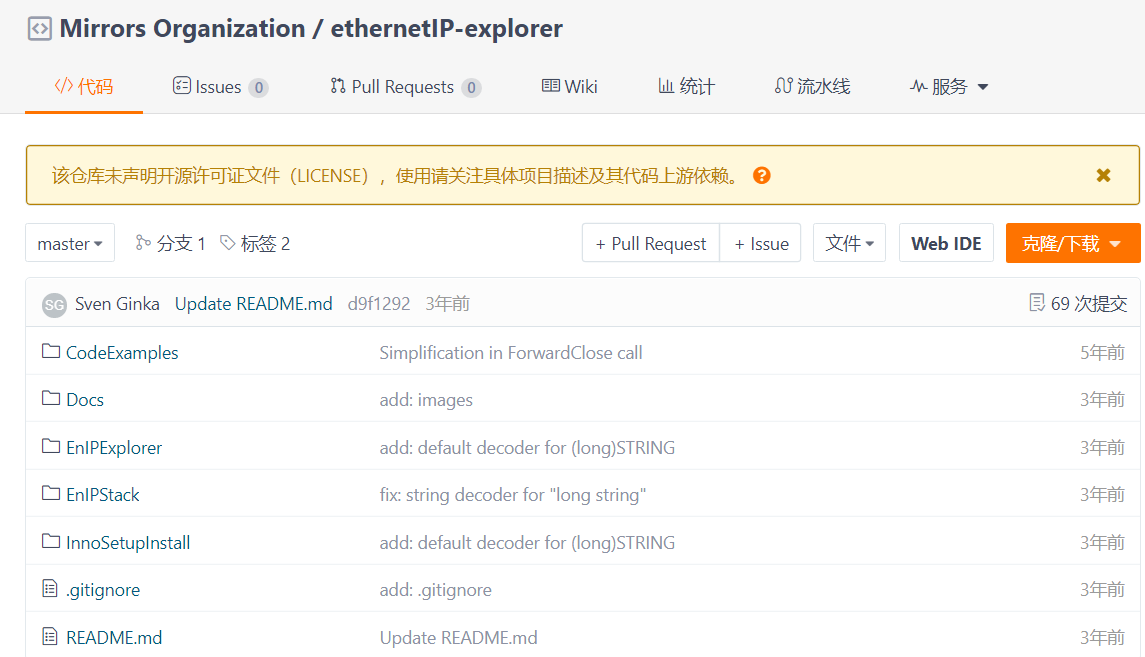 Mirrors Organization / ethernetIP-explorer
代码 Issues 0 Pull Requests 0 Wiki 统计 流水线 服务
该仓库未声明开源许可证文件（LICENSE），使用请关注具体项目描述及其代码上游依赖。
master 分支 1 标签 2 + Pull Request + Issue 文件 Web IDE 克隆/下载
SG Sven Ginka Update README.md d9f1292 3年前 69 次提交
CodeExamples Simplification in ForwardClose call 5年前
Docs add: images 3年前
EnIPExplorer add: default decoder for (long)STRING 3年前
EnIPStack fix: string decoder for "long string" 3年前
InnoSetupInstall add: default decoder for (long)STRING 3年前
.gitignore add: .gitignore 3年前
README.md Update README.md 3年前